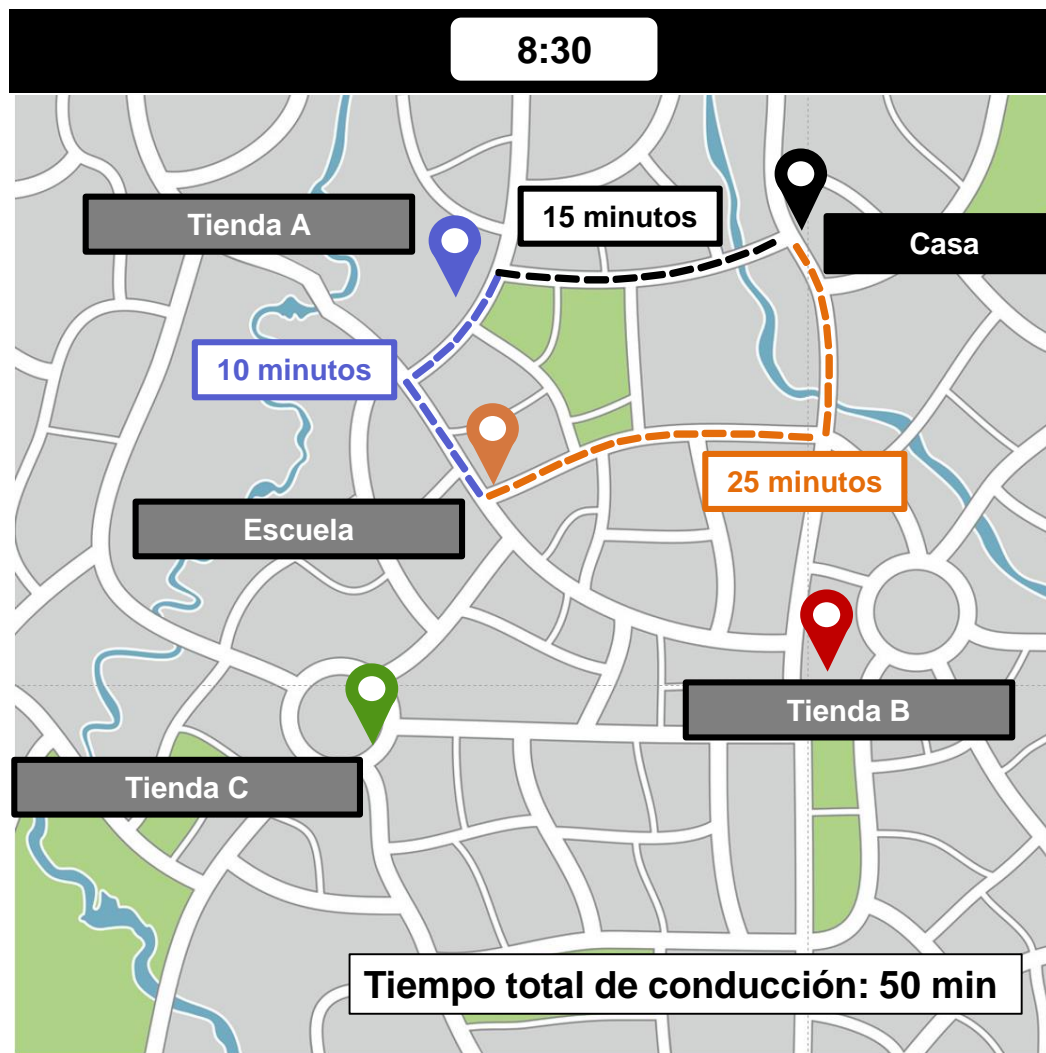 8:30
Tienda A
15 minutos
Casa
10 minutos
25 minutos
Escuela
Tienda B
Tienda C
Tiempo total de conducción: 50 min